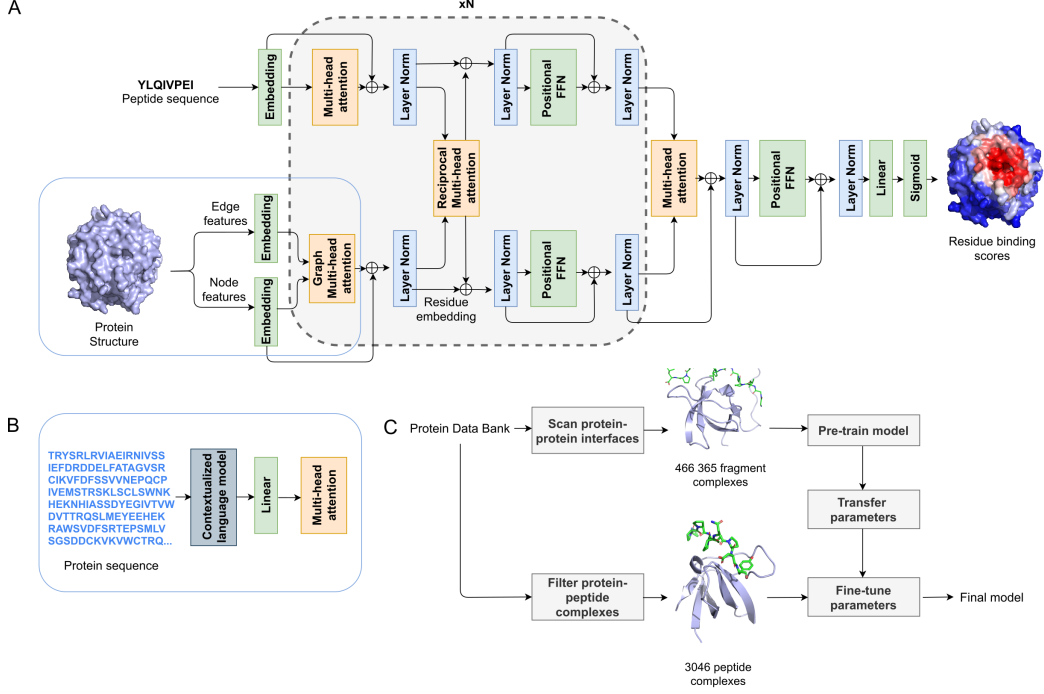 A
xN
YLQIVPEI
Peptide sequence
Embedding
Multi-head
attention
Layer Norm
Layer Norm
Positional
FFN
Layer Norm
Reciprocal
Multi-head
attention
Multi-head
attention
Layer Norm
Positional
FFN
Layer Norm
Linear
Sigmoid
Residue binding
scores
Edge
features
Embedding
Node
features
Embedding
Graph
Multi-head
attention
Layer Norm
Residue
embedding
Layer Norm
Positional
FFN
Layer Norm
Protein
Structure
B
TRYSRLRVIAEIRNIVSS
IEFDRDDELFATAGVSR
CIKVFDFSSVVNEPQCP
IVEMSTRSKLSCLSWNK
HEKNHIASSDYEGIVTVW
DVTTRQSLMEYEEHEK
RAWSVDFSRTEPSMLV
SGSDDCKVKVWCTRQ...
Protein sequence
Contextualized
language model
Linear
Multi-head
attention
C
Protein Data Bank
Scan protein-
protein interfaces
466 365 fragment
complexes
Pre-train model
Transfer
parameters
Filter protein-
peptide
complexes
3046 peptide
complexes
Fine-tune
parameters
Final model